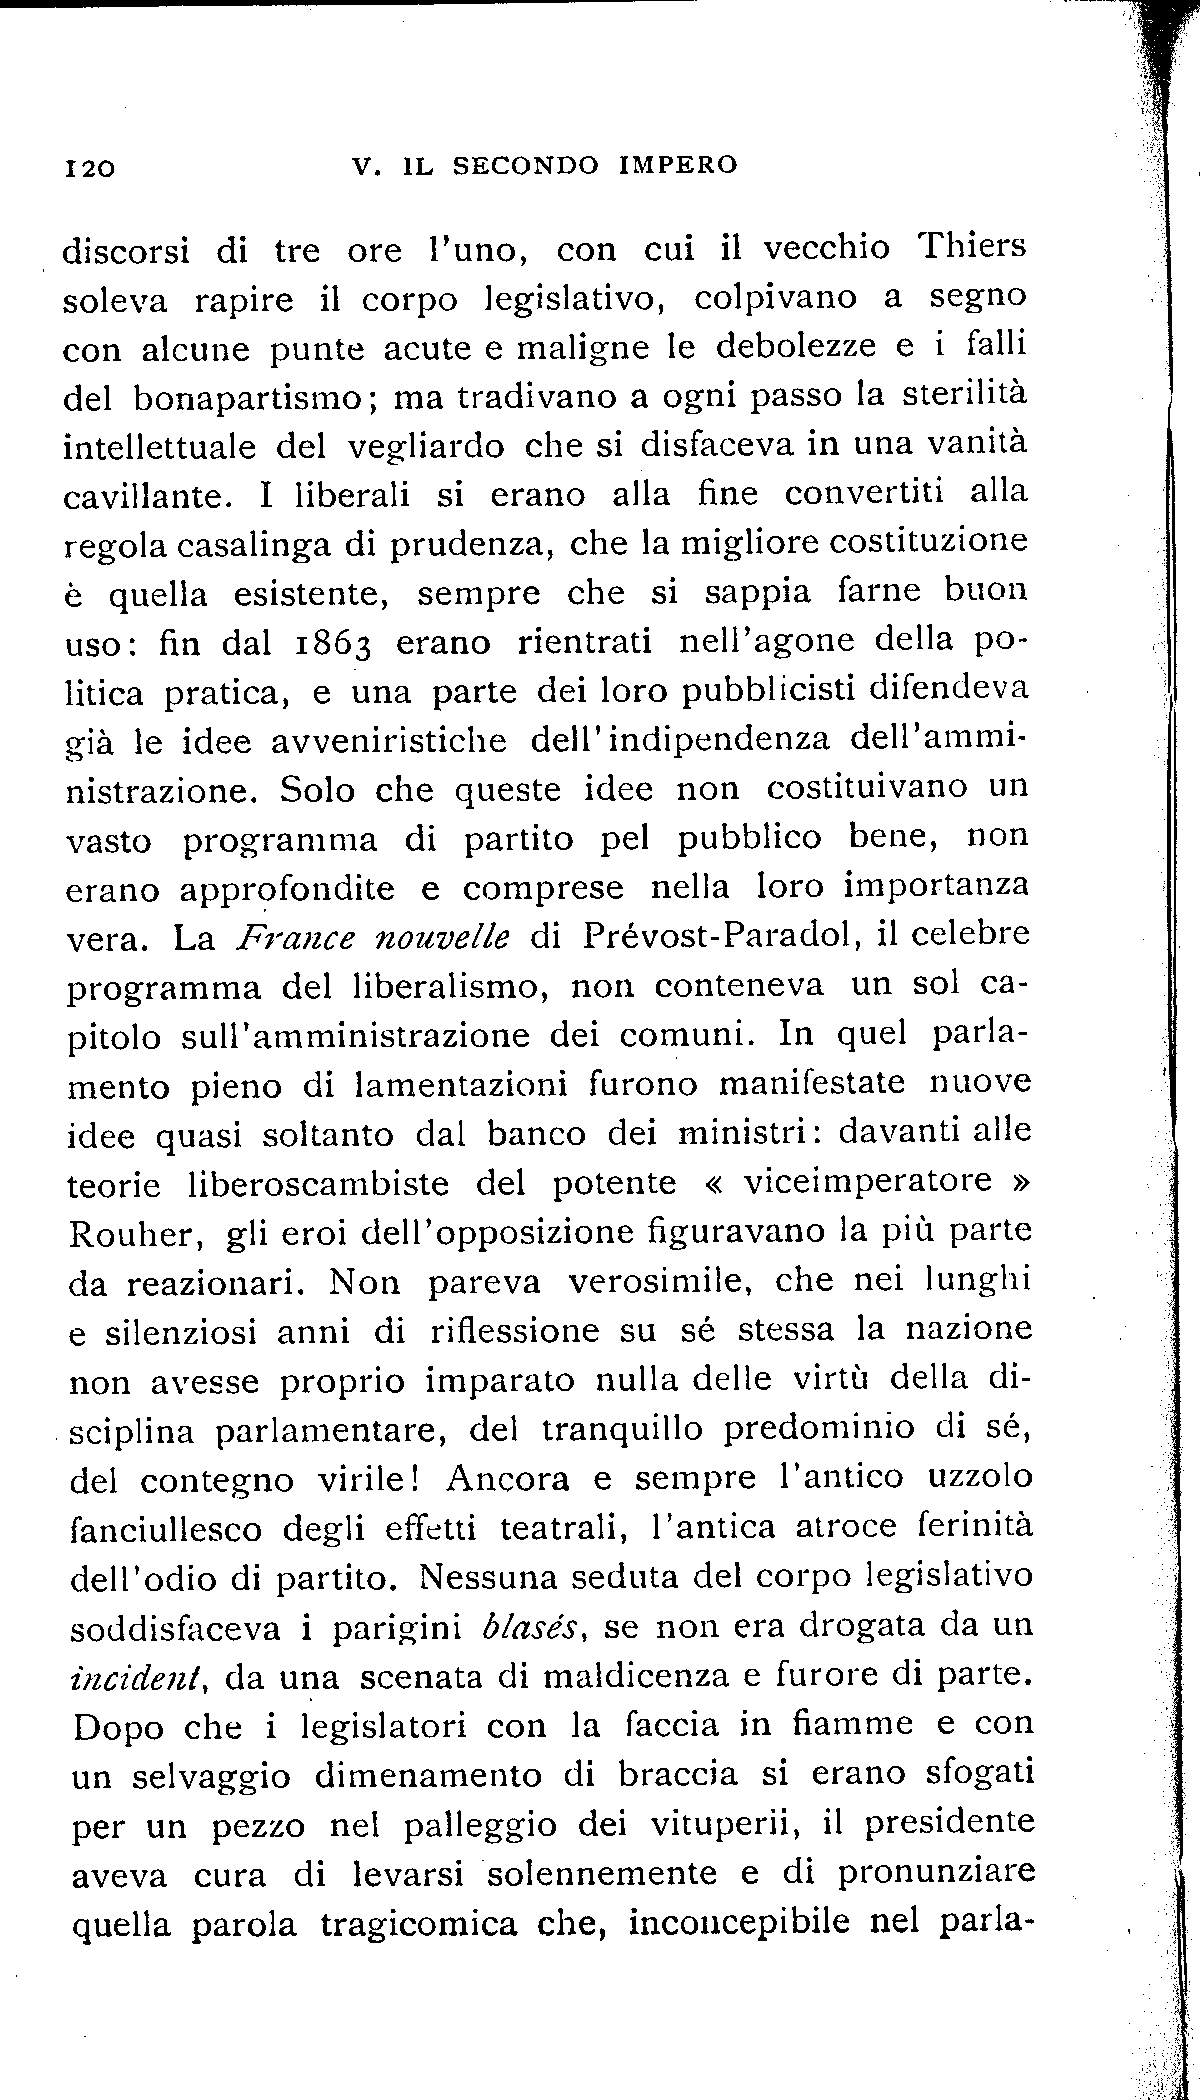 120 V. IL SECONDO IMPERO
discorsi di tre ore l'uno, con cui il vecchio Thiers
soleva rapire il corpo legislativo, colpivano a segno
con alcune punte acute e maligne le debolezze e i falli
del bonapartismo; ma tradivano a ogni passo la sterilità
intellettuale del vegliardo che si disfaceva in una vanità
cavillante. I liberali si erano alla fine convertiti alla
regola casalinga di prudenza, che la migliore costituzione
è quella esistente, sempre che si sappia farne buon
uso: fin dal 1863 erano rientrati nell'agone della po-
litica pratica, e una parte dei loro pubblicisti difendeva
già le idee avveniristiche dell'indipendenza dell'ammi-
nistrazione. Solo che queste idee non costituivano un
vasto programma di partito pel pubblico bene, non
erano approfondite e comprese nella loro importanza
vera. La France nouvelle di Prévost-Paradol, il celebre
programma del liberalismo, non conteneva un sol ca-
pitolo sull'amministrazione dei comuni. In quel parla-
mento pieno di lamentazioni furono manifestate nuove
idee quasi soltanto dal banco dei ministri: davanti alle
teorie liberoscambiste del potente « viceimperatore »
Rouher, gli eroi dell'opposizione figuravano la più parte
da reazionari. Non pareva verosimile, che nei lunghi
e silenziosi anni di riflessione su sé stessa la nazione
non avesse proprio imparato nulla delle virtù della di-
sciplina parlamentare, del tranquillo predominio di sé,
del contegno virile! Ancora e sempre l'antico uzzolo
fanciullesco degli effetti teatrali, l'antica atroce ferinità
dell'odio di partito. Nessuna seduta del corpo legislativo
soddisfaceva i parigini blasés, se non era drogata da un
incident, da una scenata di maldicenza e furore di parte.
Dopo che i legislatori con la faccia in fiamme e con
un selvaggio dimenamento di braccia si erano sfogati
per un pezzo nel palleggio dei vituperii, il presidente
aveva cura di levarsi solennemente e di pronunziare
quella parola tragicomica che, inconcepibile nel parla-